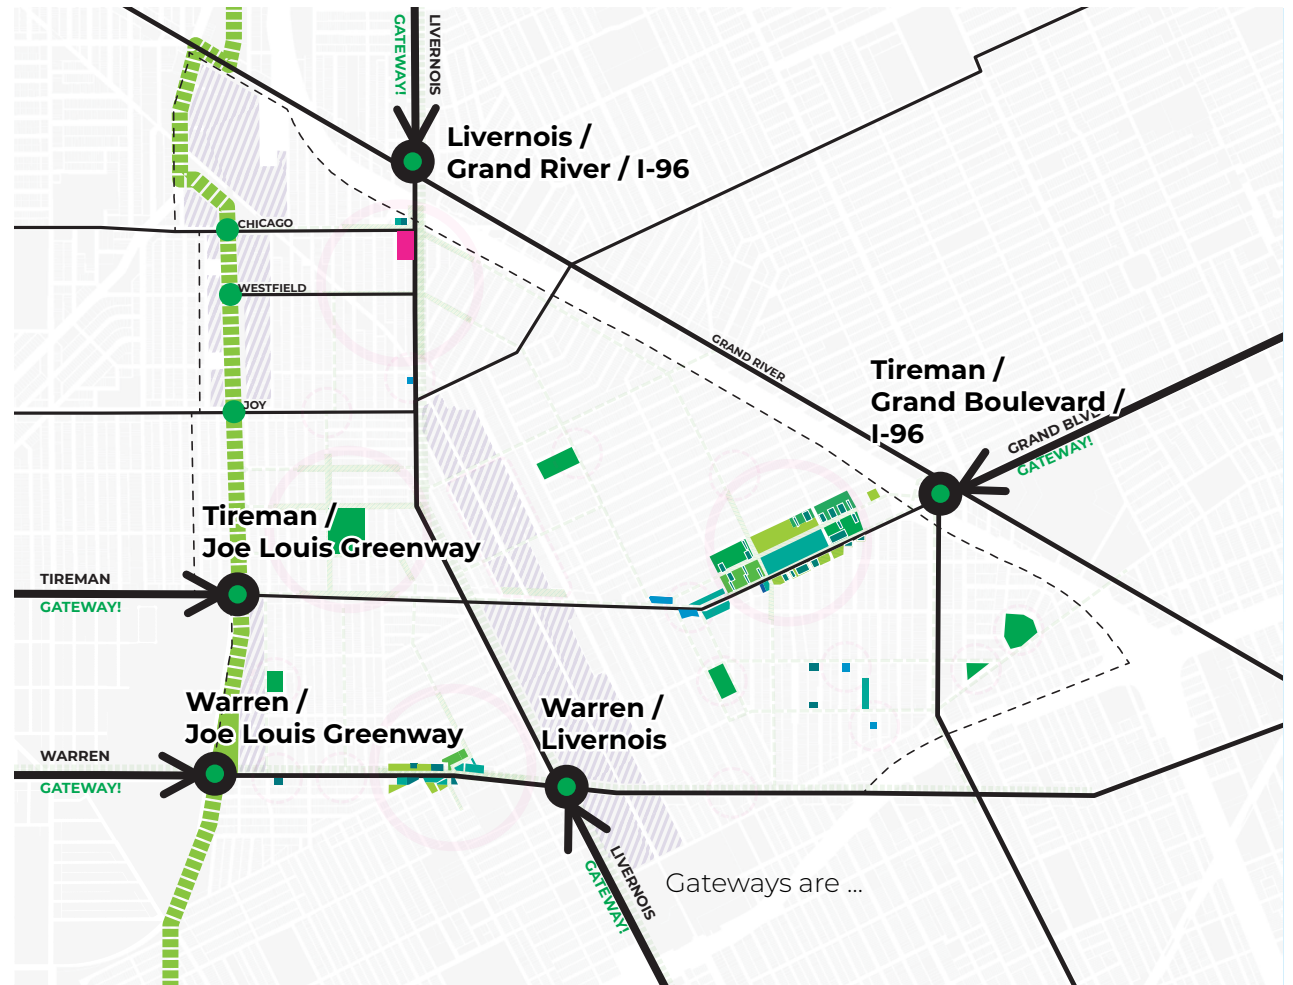 GATEWAY!
LIVERNOIS
Livernois /
Grand River / I-96
CHICAGO
WESTFIELD
GRAND RIVER
Tireman /
Grand Boulevard /
I-96
GRAND BLVD
GATEWAY!
JOY
Tireman /
Joe Louis Greenway
TIREMAN
GATEWAY!
Warren /
Joe Louis Greenway
Warren /
Livernois
WARREN
GATEWAY!
LIVERNOIS
GATEWAY!
Gateways are ...